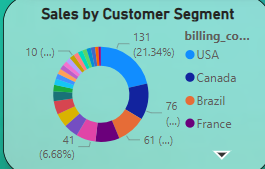 Sales by Customer Segment
billing_co...
131
(21.34%)
76
(...)
61 (...)
41
(6.68%)
10 (...)
USA
Canada
Brazil
France